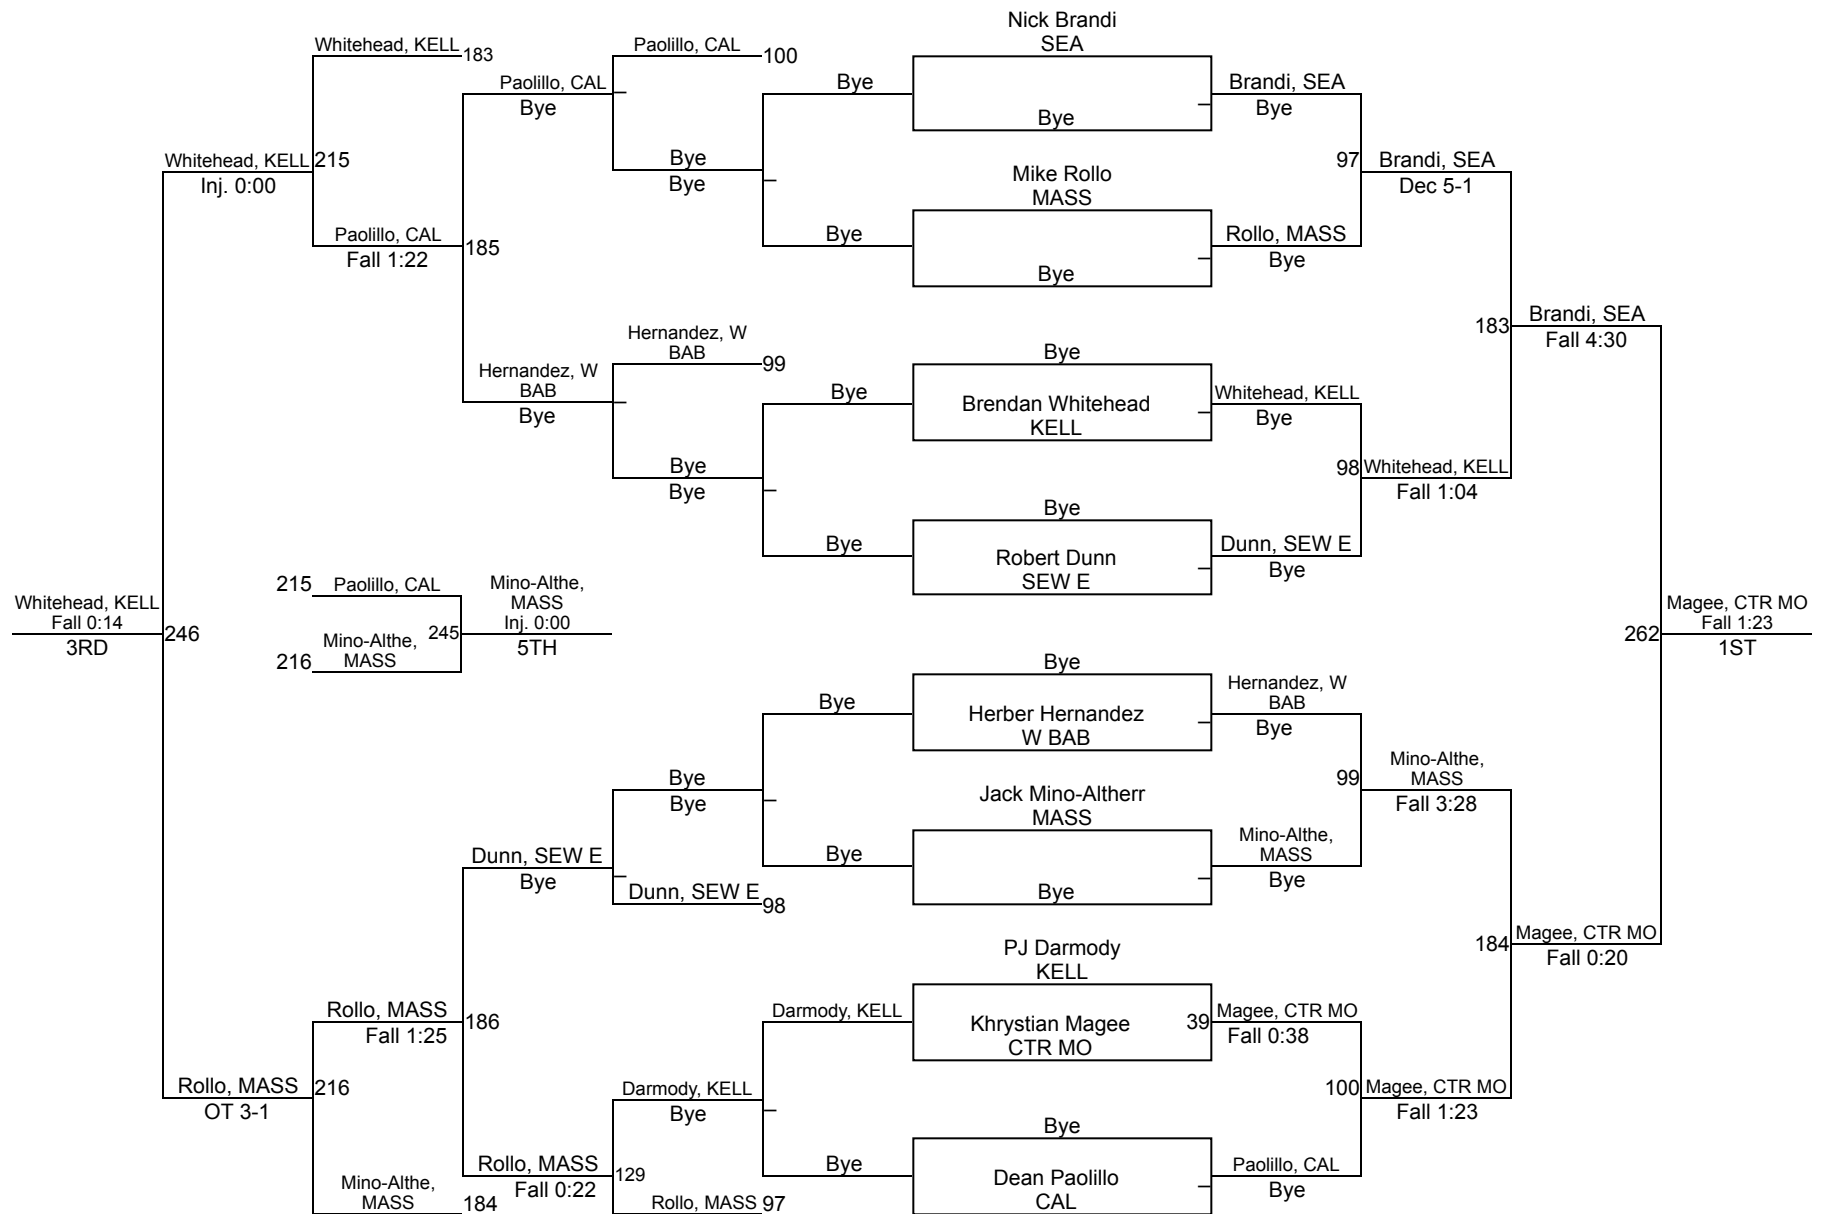 Nick Brandi
SEA
Whitehead, KELL
183
Paolillo, CAL
100
Paolillo, CAL
Bye
Bye
Brandi, SEA
Bye
Bye
Whitehead, KELL
215
Inj. 0:00
Bye
Bye
Mike Rollo
MASS
97
Brandi, SEA
Dec 5-1
Paolillo, CAL
Fall 1:22
185
Bye
Rollo, MASS
Bye
Bye
Hernandez, W
BAB
99
183
Brandi, SEA
Fall 4:30
Hernandez, W
BAB
Bye
Bye
Bye
Brendan Whitehead
KELL
Whitehead, KELL
Bye
Bye
Bye
98
Whitehead, KELL
Fall 1:04
Bye
Bye
Robert Dunn
SEW E
Dunn, SEW E
Bye
215
Paolillo, CAL
Mino-Althe,
MASS
Inj. 0:00
5TH
245
216
Mino-Althe,
MASS
Whitehead, KELL
Fall 0:14
3RD
246
262
Magee, CTR MO
Fall 1:23
1ST
Bye
Bye
Herber Hernandez
W BAB
Hernandez, W
BAB
Bye
Bye
Bye
Jack Mino-Altherr
MASS
99
Mino-Althe,
MASS
Fall 3:28
Bye
Mino-Althe,
MASS
Bye
Bye
Dunn, SEW E
Bye
Dunn, SEW E
98
184
Magee, CTR MO
Fall 0:20
PJ Darmody
KELL
Rollo, MASS
Fall 1:25
186
Darmody, KELL
Khrystian Magee
CTR MO
39
Magee, CTR MO
Fall 0:38
Rollo, MASS
216
OT 3-1
Darmody, KELL
Bye
100
Magee, CTR MO
Fall 1:23
Bye
Bye
Dean Paolillo
CAL
Paolillo, CAL
Bye
Rollo, MASS
Fall 0:22
129
Mino-Althe,
MASS
184
Rollo, MASS
97